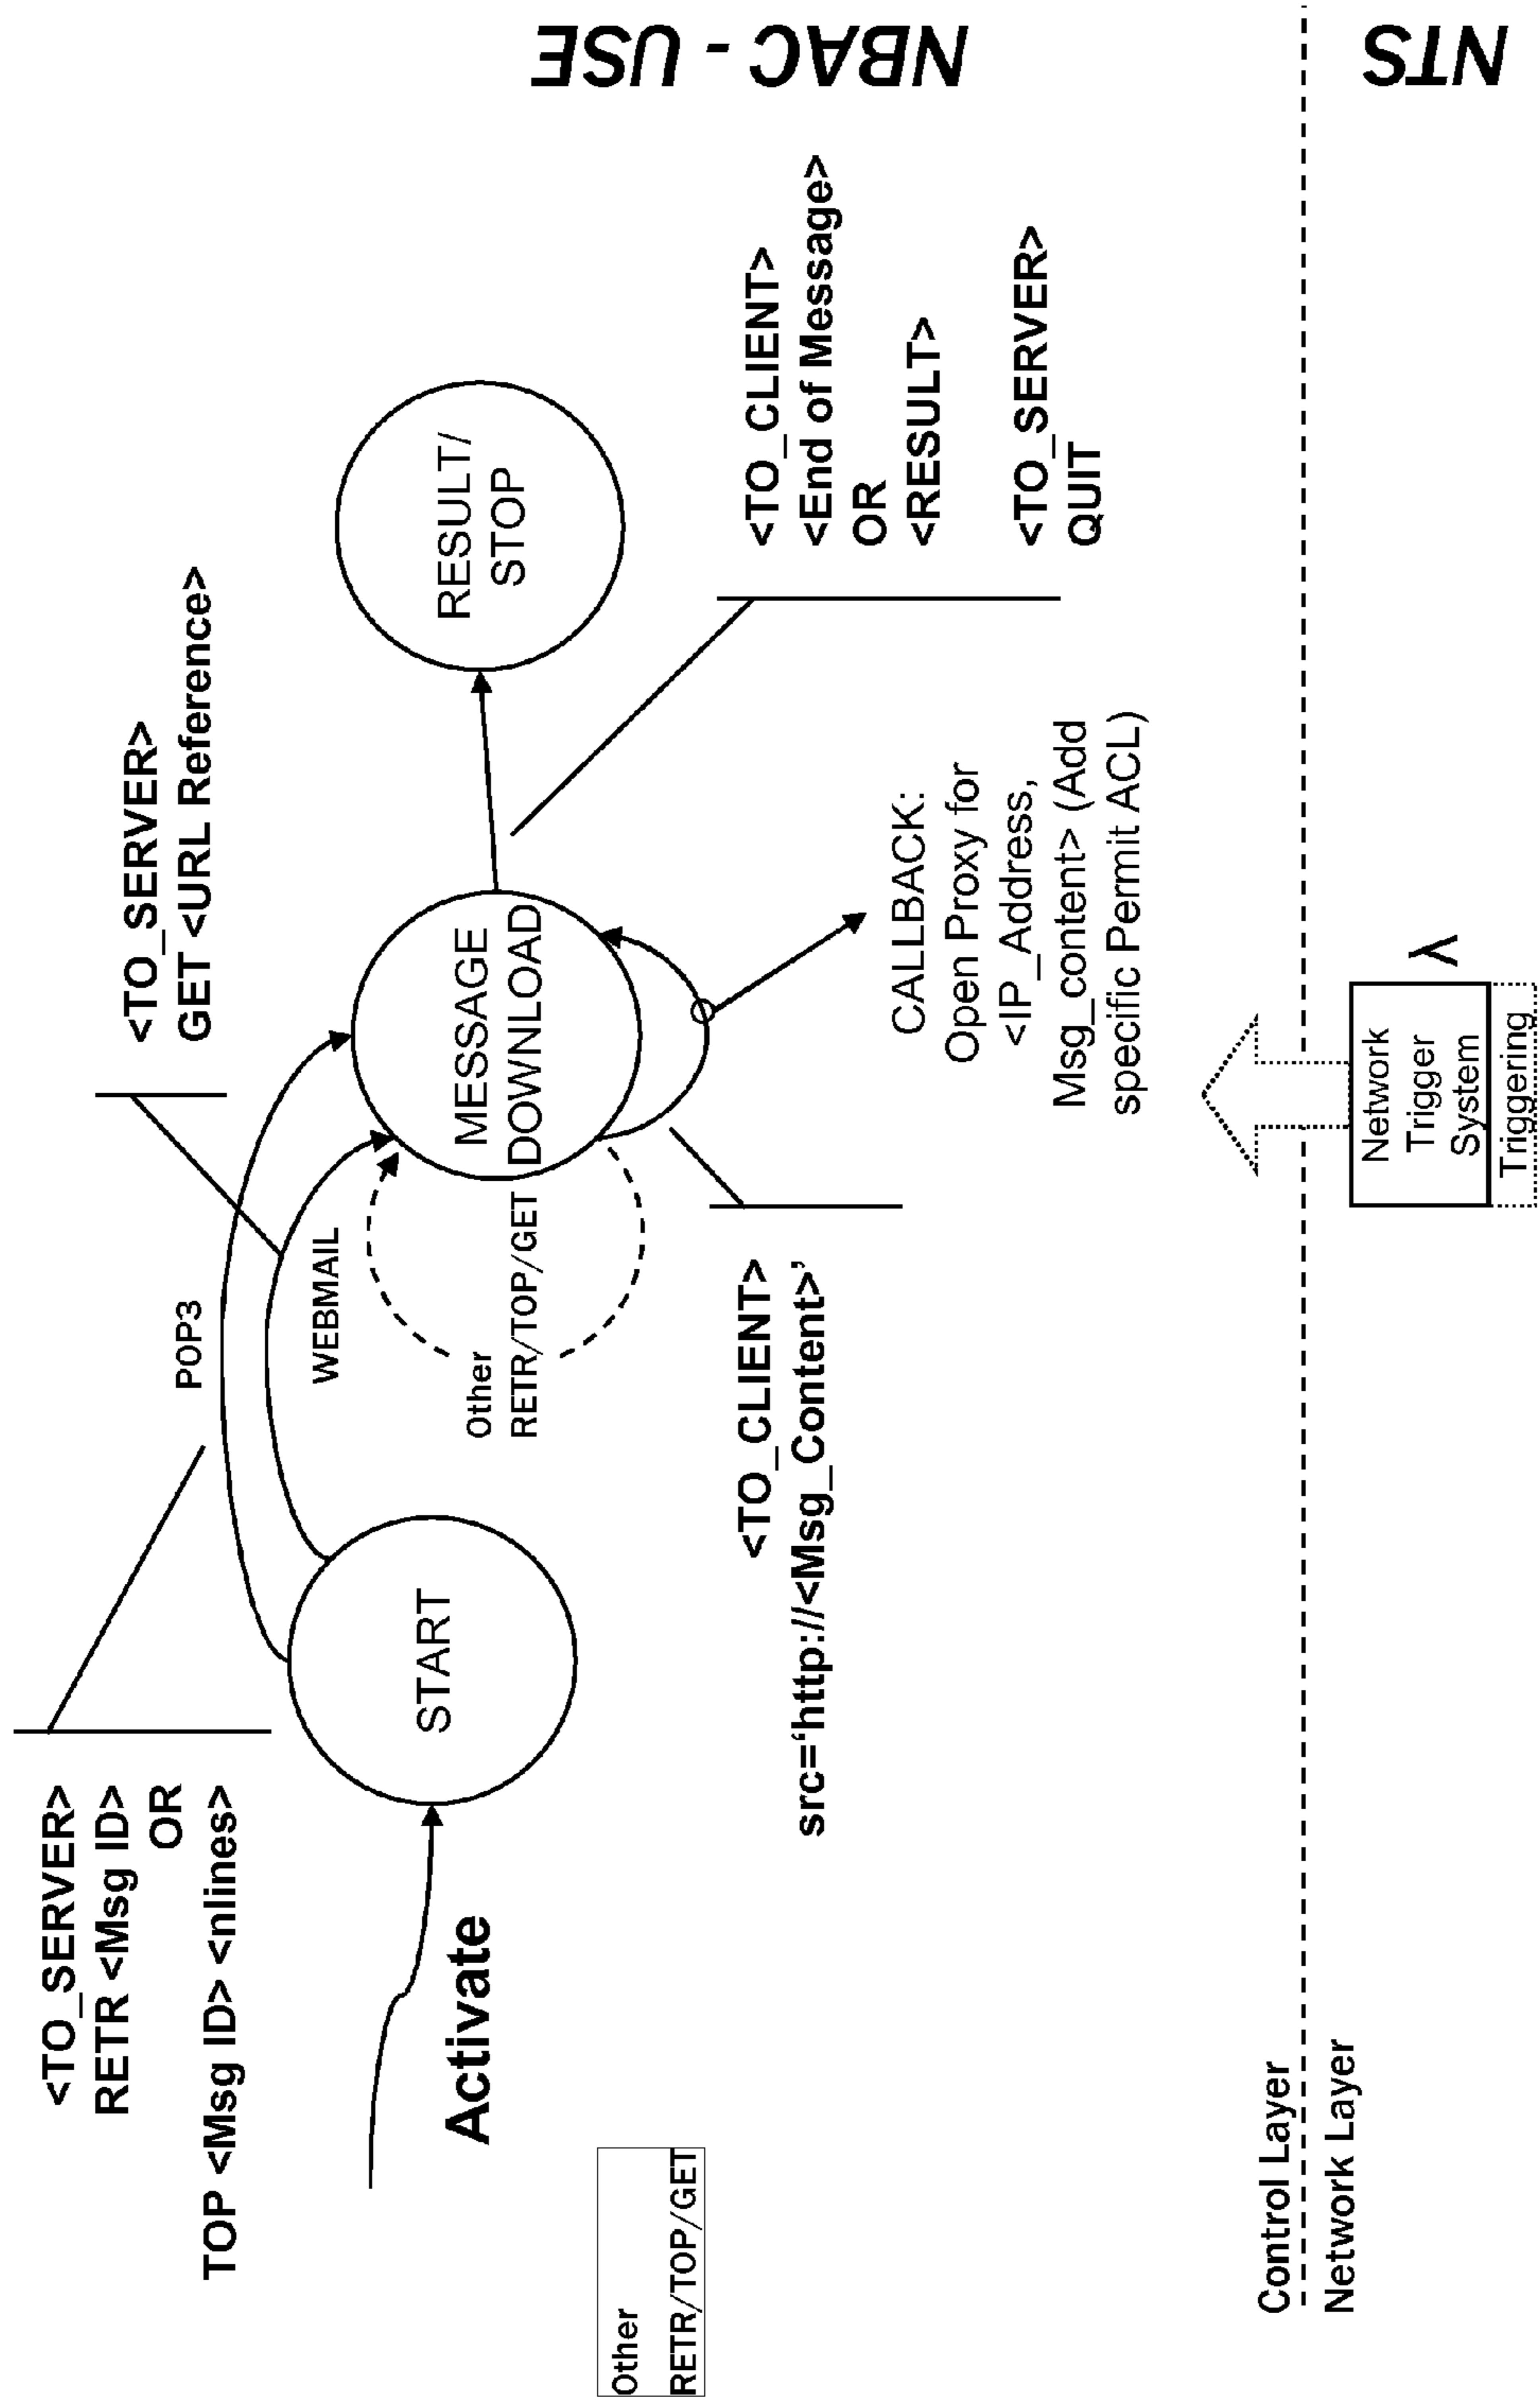 <TO_SERVER>
RETR <Msg ID>
OR
TOP <Msg ID> <nlines>
<TO_SERVER>
GET <URL Reference>
POP3
WEBMAIL
Activate
START
Other
RETR/TOP/GET
MESSAGE
DOWNLOAD
RESULT/
STOP
Other
RETR/TOP/GET
<TO_CLIENT>
src=‘http://<Msg_Content>’
CALLBACK:
Open Proxy for
<IP_Address,
Msg_content> (Add
specific Permit ACL)
<TO_CLIENT>
<End of Message>
OR
<RESULT>
<TO_SERVER>
QUIT
NBAC - USE
Control Layer
Network Layer
Network
Trigger
System
Triggering
Y
NTS